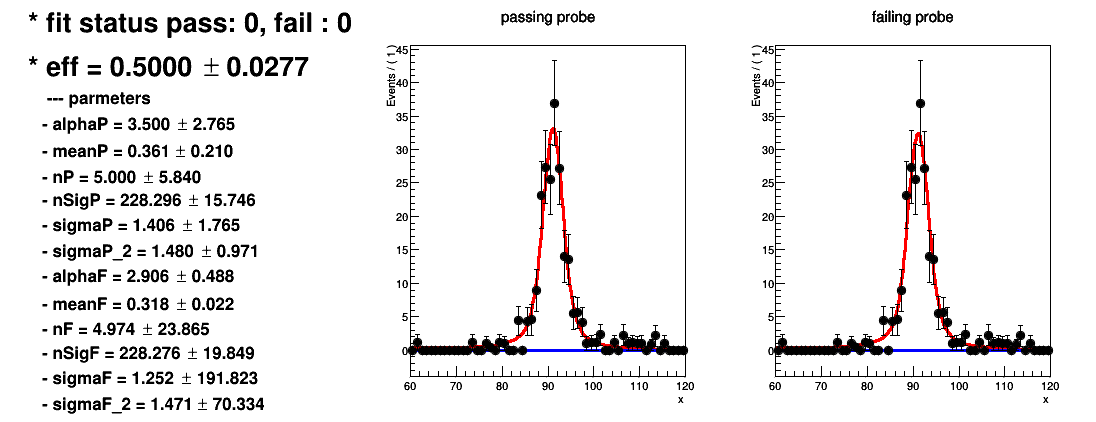 * fit status pass: 0, fail : 0
* eff = 0.5000 ± 0.0277
--- parmeters
- alphaP = 3.500 ± 2.765
- meanP = 0.361 ± 0.210
- nP = 5.000 ± 5.840
- nSigP = 228.296 ± 15.746
- sigmaP = 1.406 ± 1.765
- sigmaP_2 = 1.480 ± 0.971
- alphaF = 2.906 ± 0.488
- meanF = 0.318 ± 0.022
- nF = 4.974 ± 23.865
- nSigF = 228.276 ± 19.849
- sigmaF = 1.252 ± 191.823
- sigmaF_2 = 1.471 ± 70.334
passing probe
Events / ( 1 )
45
40
35
30
25
20
15
10
5
0
60 70 80 90 100 110 120
x
failing probe
Events / ( 1 )
45
40
35
30
25
20
15
10
5
0
60 70 80 90 100 110 120
x